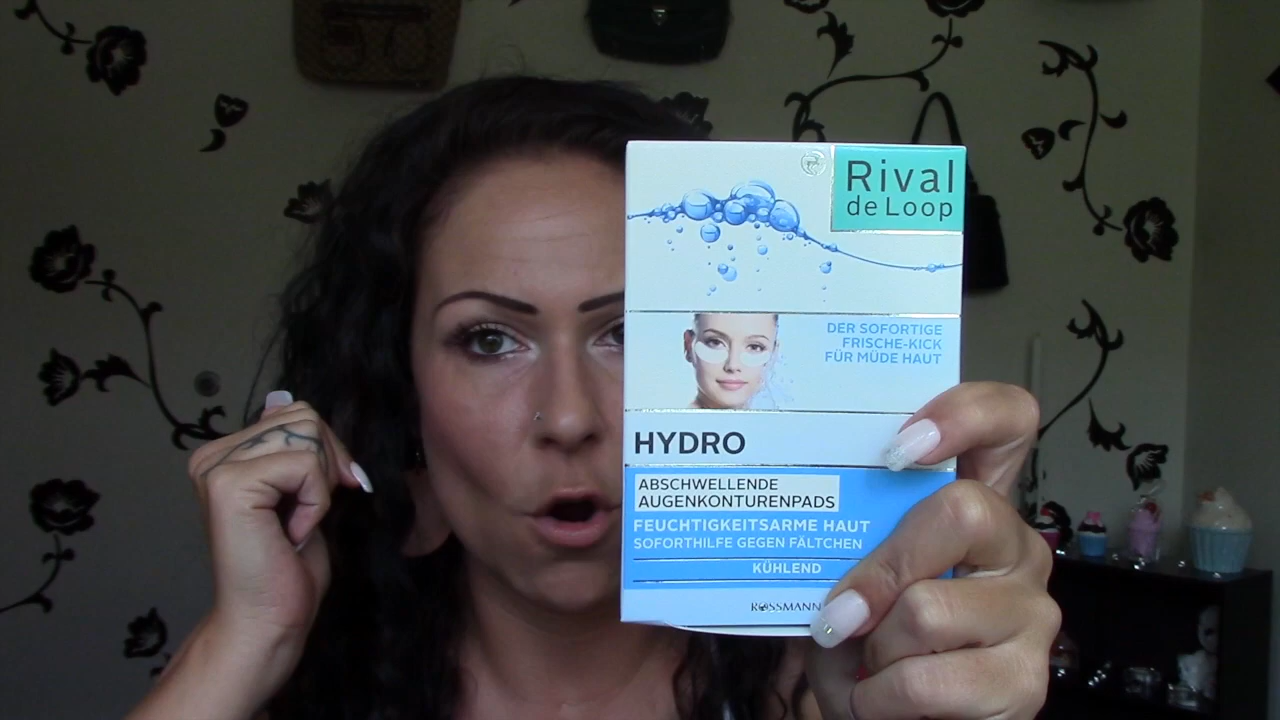 Rival
de Loop
DER SOFORTIGE
FRISCHE-KICK
FÜR MÜDE HAUT
HYDRO
ABSCHWELLENDE
AUGENKONTURENPADS
FEUCHTIGKEITSARME HAUT
SOFORTHILFE GEGEN FÄLTCHEN
KÜHLEND
ROSSMANN